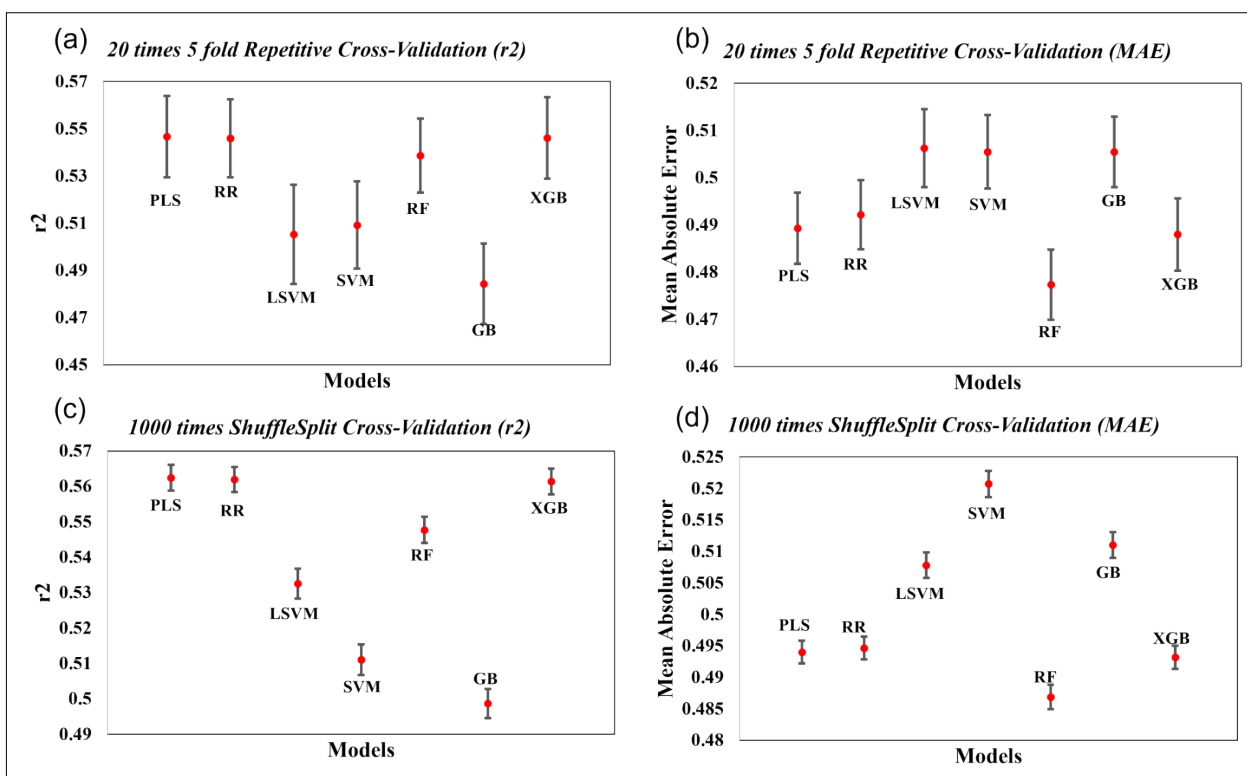 (a)
20 times 5 fold Repetitive Cross-Validation (r2)
0.57
0.55
0.53
0.51
0.49
0.47
0.45
r2
PLS
RR
LSVM
SVM
RF
GB
XGB
Models
(b)
20 times 5 fold Repetitive Cross-Validation (MAE)
0.52
0.51
0.5
0.49
0.48
0.47
0.46
Mean Absolute Error
PLS
RR
LSVM
SVM
RF
GB
XGB
Models
(c)
1000 times ShuffleSplit Cross-Validation (r2)
0.57
0.56
0.55
0.54
0.53
0.52
0.51
0.5
0.49
r2
PLS
RR
LSVM
SVM
RF
GB
XGB
Models
(d)
1000 times ShuffleSplit Cross-Validation (MAE)
0.525
0.52
0.515
0.51
0.505
0.5
0.495
0.49
0.485
0.48
Mean Absolute Error
PLS
RR
LSVM
SVM
RF
GB
XGB
Models